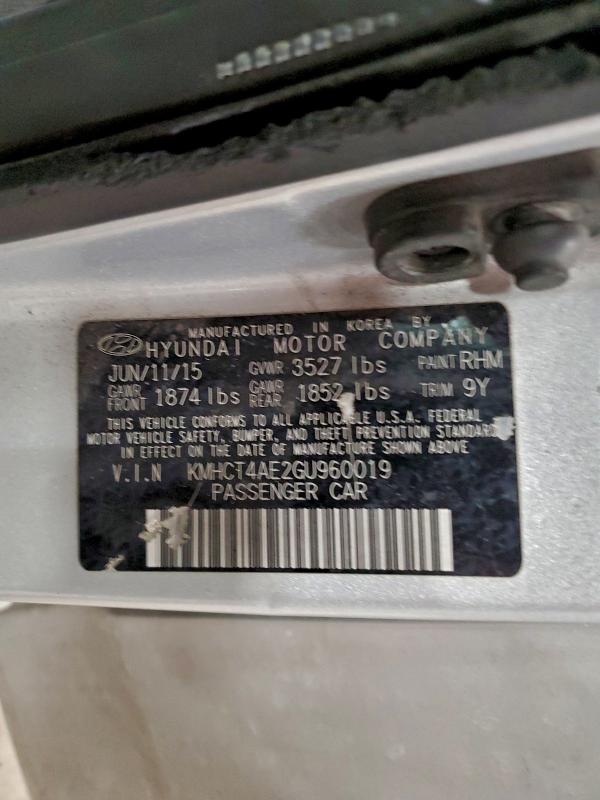 MANUFACTURED IN KOREA BY
HYUNDAI MOTOR COMPANY
JUN/11/15 GVWR 3527 lbs PAINT RHM
GAWR FRONT 1874 lbs GAWR REAR 1852 lbs TRIM 9Y
THIS VEHICLE CONFORMS TO ALL APPLICABLE U.S.A. FEDERAL
MOTOR VEHICLE SAFETY, BUMPER, AND THEFT PREVENTION STANDARDS
IN EFFECT ON THE DATE OF MANUFACTURE SHOWN ABOVE
V.I.N KMHCT4AE2GU960019
PASSENGER CAR